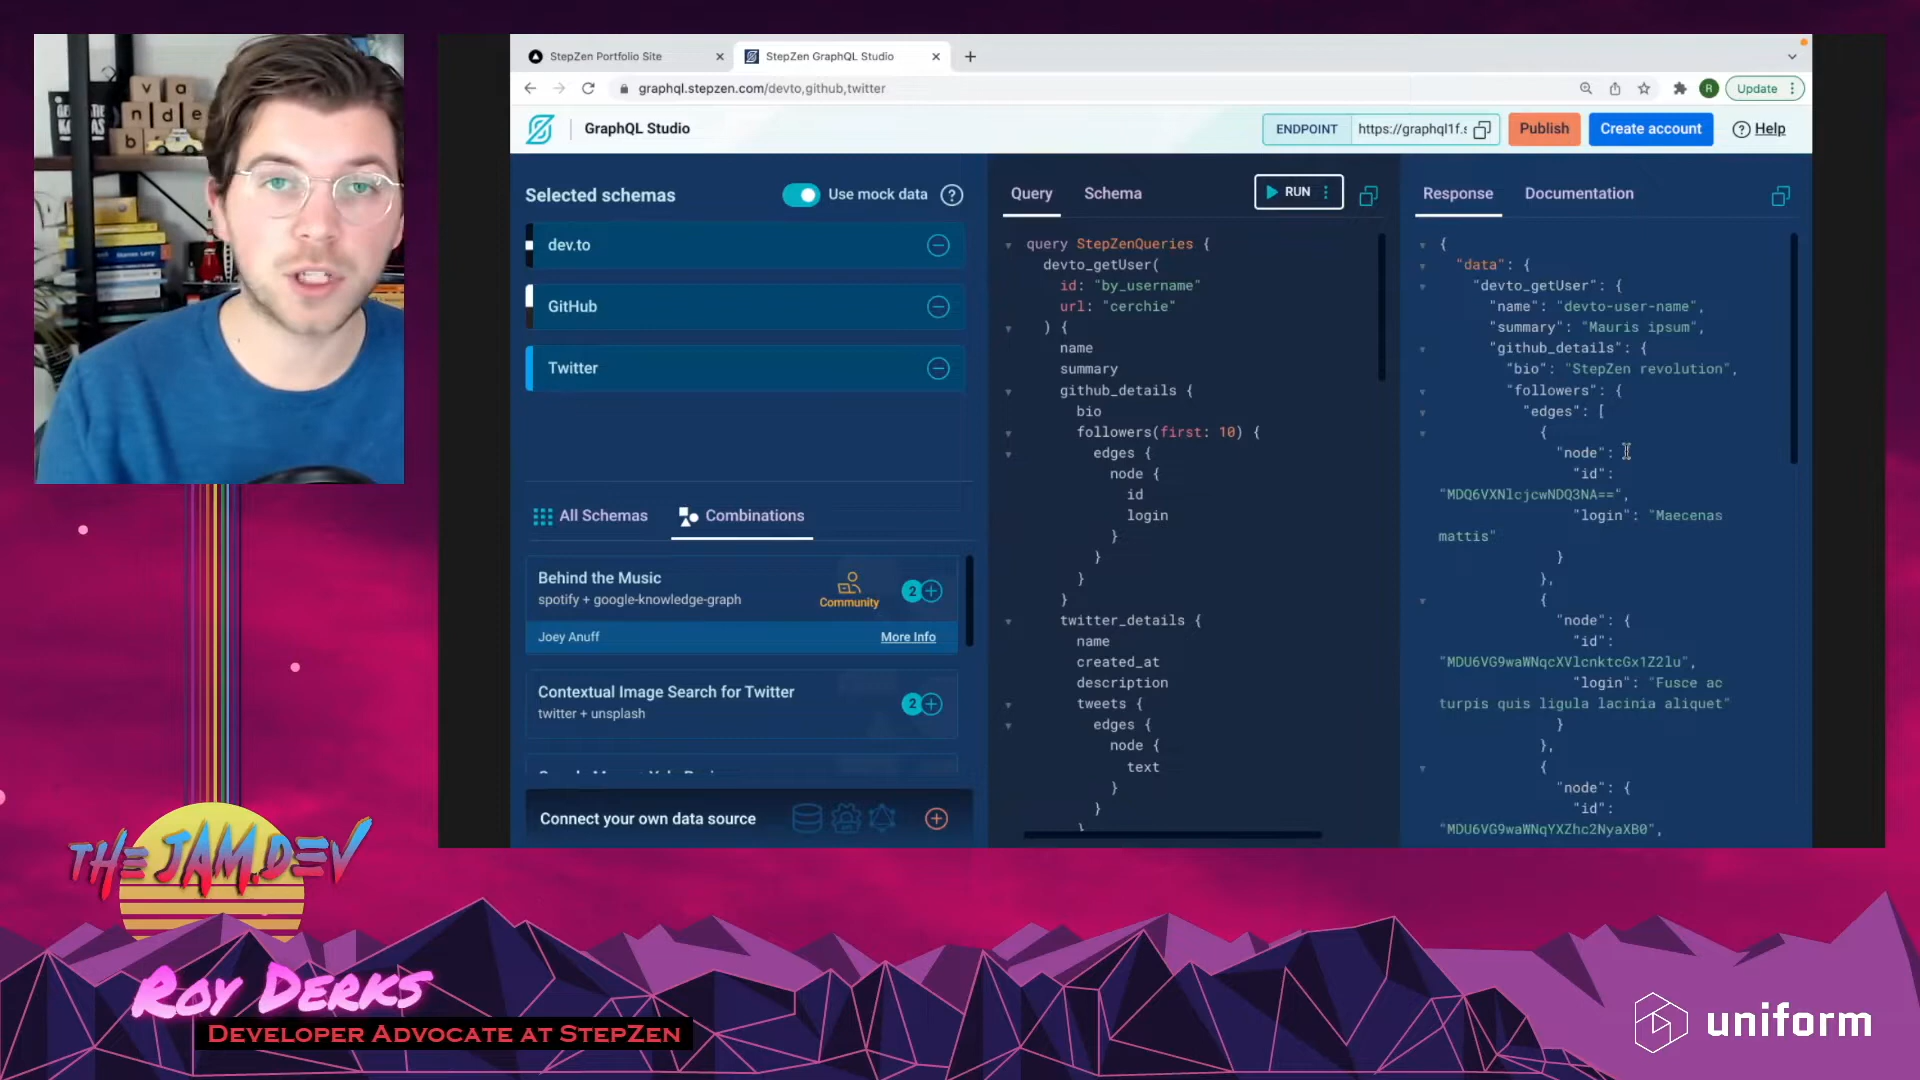 StepZen Portfolio Site
StepZen GraphQL Studio
graphql.stepzen.com/devto,github,twitter
R
Update
GraphQL Studio
ENDPOINT
https://graphql1f.s
Publish
Create account
Help
Selected schemas
Use mock data
dev.to
GitHub
Twitter
All Schemas
Combinations
Behind the Music
spotify + google-knowledge-graph
Community
2
Joey Anuff
More Info
Contextual Image Search for Twitter
twitter + unsplash
2
Connect your own data source
Query
Schema
RUN
query StepZenQueries {
devto_getUser(
id: "by_username"
url: "cerchie"
) {
name
summary
github_details {
bio
followers(first: 10) {
edges {
node {
id
login
}
}
}
}
twitter_details {
name
created_at
description
tweets {
edges {
node {
text
}
}
}
Response
Documentation
{
"data": {
"devto_getUser": {
"name": "devto-user-name",
"summary": "Mauris ipsum",
"github_details": {
"bio": "StepZen revolution",
"followers": {
"edges": [
{
"node":
"id":
"MDQ6VXNlcjcwNDQ3NA==",
"login": "Maecenas
mattis"
}
},
{
"node": {
"id":
"MDU6VG9waWNqcXVlcnktcGx1Z2lu",
"login": "Fusce ac
turpis quis ligula lacinia aliquet"
}
},
{
"node": {
"id":
"MDU6VG9waWNqYXZhc2NyaXB0",
va
nde
b
THE JAM.DEV
Roy Derks
Developer Advocate at StepZen
uniform